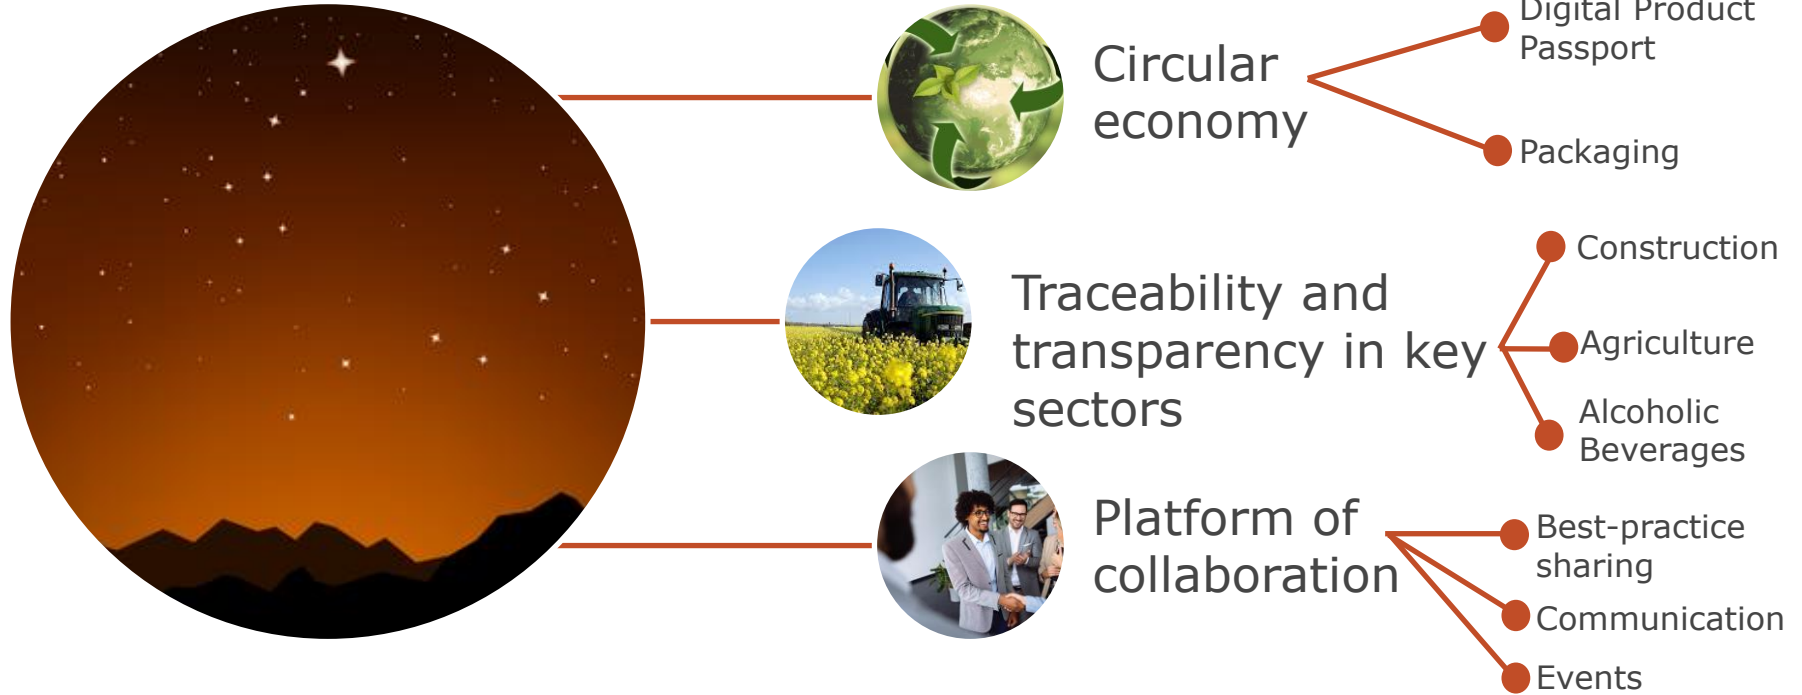 Digital Product
Passport
Circular
economy
Packaging
Construction
Traceability and
transparency in key
sectors
Agriculture
Alcoholic
Beverages
Platform of
collaboration
Best-practice
sharing
Communication
Events